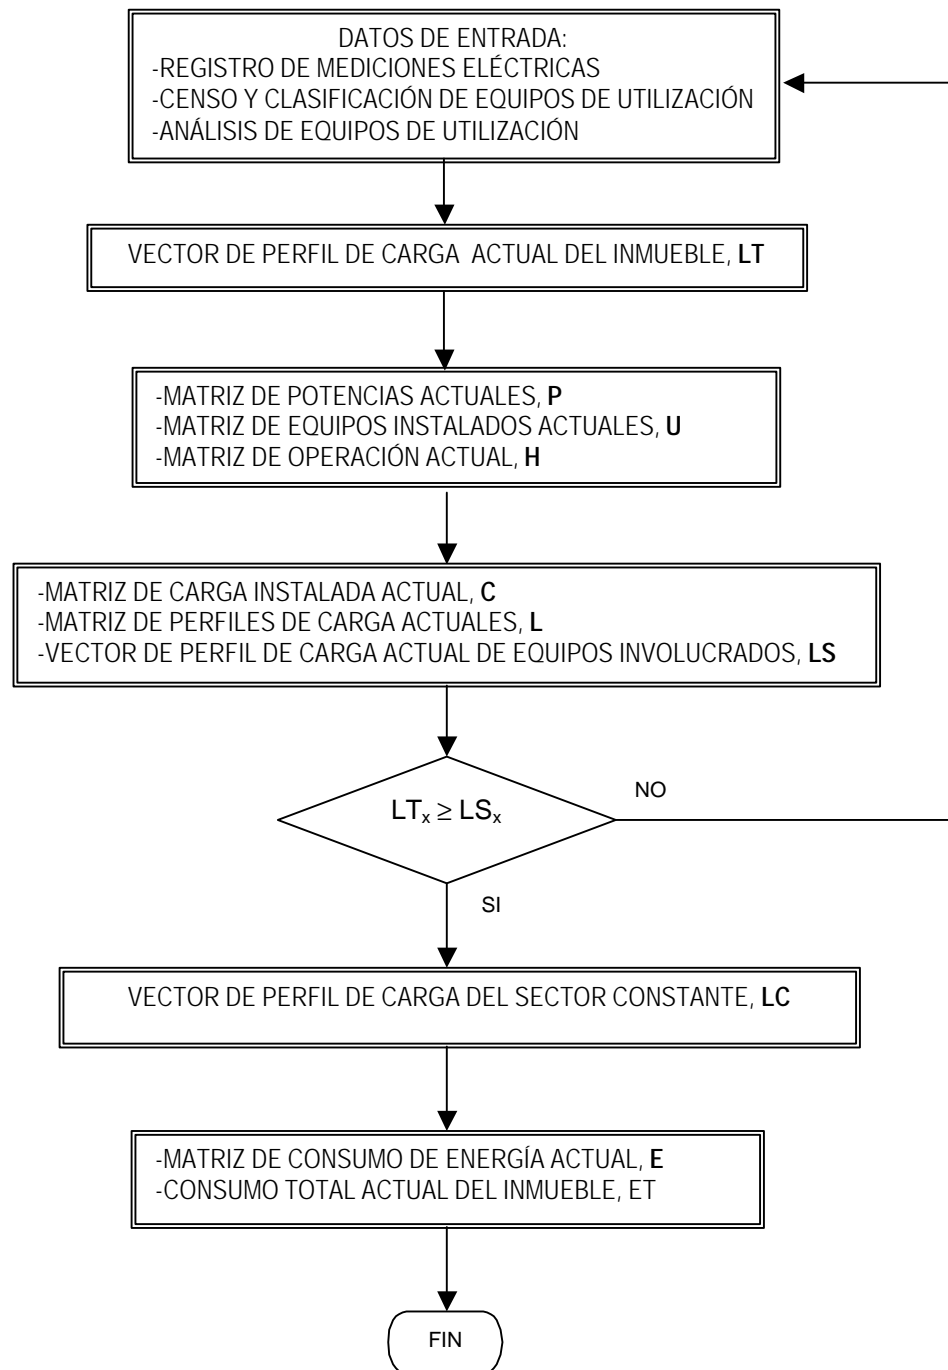 DATOS DE ENTRADA:
-REGISTRO DE MEDICIONES ELÉCTRICAS
-CENSO Y CLASIFICACIÓN DE EQUIPOS DE UTILIZACIÓN
-ANÁLISIS DE EQUIPOS DE UTILIZACIÓN
VECTOR DE PERFIL DE CARGA ACTUAL DEL INMUEBLE, LT
-MATRIZ DE POTENCIAS ACTUALES, P
-MATRIZ DE EQUIPOS INSTALADOS ACTUALES, U
-MATRIZ DE OPERACIÓN ACTUAL, H
-MATRIZ DE CARGA INSTALADA ACTUAL, C
-MATRIZ DE PERFILES DE CARGA ACTUALES, L
-VECTOR DE PERFIL DE CARGA ACTUAL DE EQUIPOS INVOLUCRADOS, LS
LTx ≥ LSx
NO
SI
VECTOR DE PERFIL DE CARGA DEL SECTOR CONSTANTE, LC
-MATRIZ DE CONSUMO DE ENERGÍA ACTUAL, E
-CONSUMO TOTAL ACTUAL DEL INMUEBLE, ET
FIN